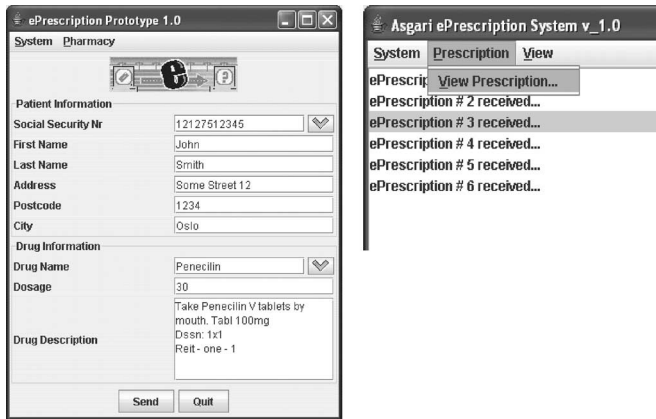 ePrescription Prototype 1.0
System Pharmacy
e
?
Patient Information
Social Security Nr 12127512345
First Name John
Last Name Smith
Address Some Street 12
Postcode 1234
City Oslo
Drug Information
Drug Name Penecilin
Dosage 30
Drug Description
Take Penecilin V tablets by
mouth. Tabl 100mg
Dssn: 1x1
Reit - one - 1
Send Quit
Asgari ePrescription System v_1.0
System Prescription View
View Prescription...
ePrescrip
ePrescription # 2 received...
ePrescription # 3 received...
ePrescription # 4 received...
ePrescription # 5 received...
ePrescription # 6 received...